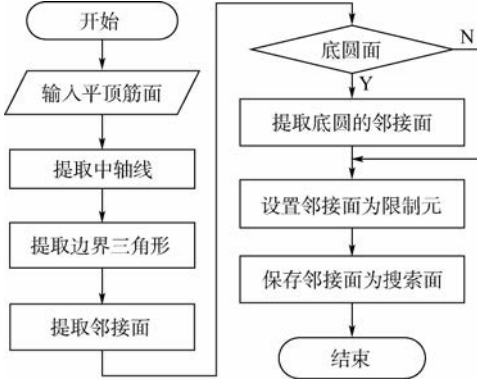 开始
输入平顶筋面
提取中轴线
提取边界三角形
提取邻接面
底圆面
N
Y
提取底圆的邻接面
设置邻接面为限制元
保存邻接面为搜索面
结束